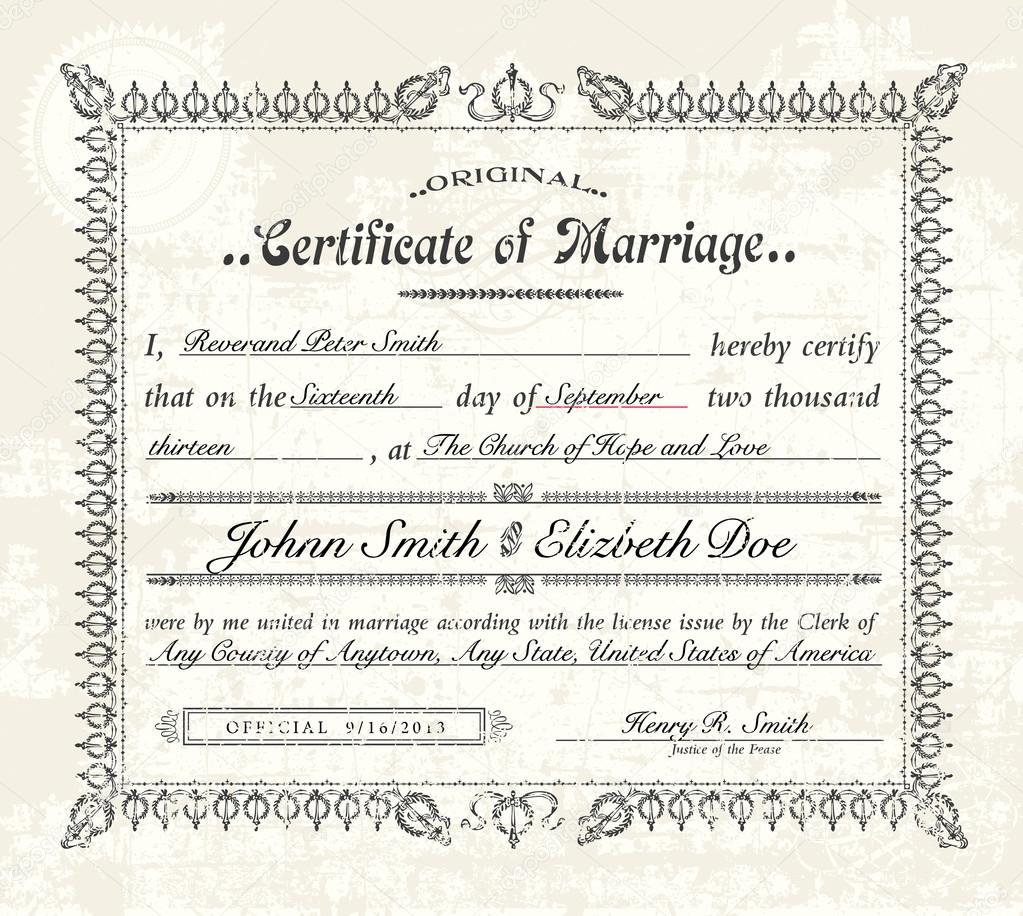 ..ORIGINAL..
..Certificate of Marriage..
I, Reverand Peter Smith hereby certify
that on the Sixteenth day of September two thousand
thirteen , at The Church of Hope and Love
Johnn Smith & Elizbeth Doe
were by me united in marriage according with the license issue by the Clerk of
Any County of Anytown, Any State, United States of America
OFFICIAL 9/16/2013
Henry R. Smith
Justice of the Pease